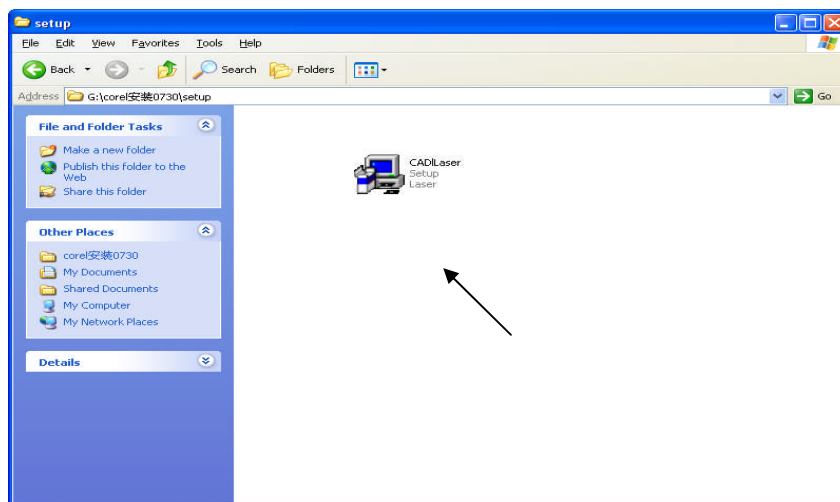 setup
File Edit View Favorites Tools Help
Back Search Folders
Address G:\corel安裝0730\setup Go
File and Folder Tasks
Make a new folder
Publish this folder to the
Web
Share this folder
Other Places
corel安裝0730
My Documents
Shared Documents
My Computer
My Network Places
Details
CADILaser
Setup
Laser